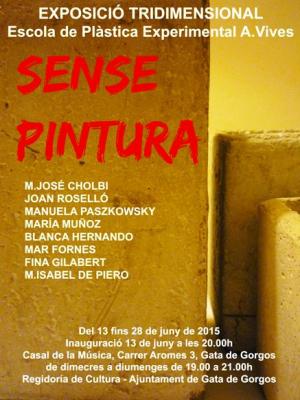 EXPOSICIÓ TRIDIMENSIONAL
Escola de Plàstica Experimental A.Vives
SENSE
PINTURA
M.JOSÉ CHOLBI
JOAN ROSELLÓ
MANUELA PASZKOWSKY
MARÍA MUÑOZ
BLANCA HERNANDO
MAR FORNES
FINA GILABERT
M.ISABEL DE PIERO
Del 13 fins 28 de juny de 2015
Inauguració 13 de juny a les 20.00h
Casal de la Música, Carrer Aromes 3, Gata de Gorgos
de dimecres a diumenges de 19.00 a 21.00h
Regidoria de Cultura - Ajuntament de Gata de Gorgos